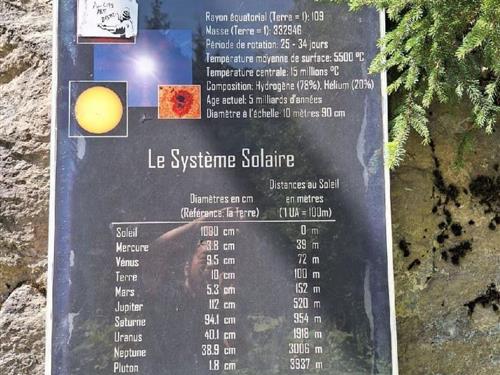 Rayon équatorial (Terre = 1): 109
Masse (Terre = 1): 332946
Période de rotation: 25 - 34 jours
Température moyenne de surface: 5500 °C
Température centrale: 15 millions °C
Composition: Hydrogène (78%), Hélium (20%)
Age actuel: 5 milliards d'années
Diamètre à l'échelle: 10 mètres 90 cm
Le Système Solaire
Diamètres en cm Distances au Soleil
(Référence, la terre) en mètres
(1 UA = 100m)
Soleil 1090 cm 0 m
Mercure 3.8 cm 39 m
Vénus 9.5 cm 72 m
Terre 10 cm 100 m
Mars 5.3 cm 152 m
Jupiter 112 cm 520 m
Saturne 94.1 cm 954 m
Uranus 40.1 cm 1918 m
Neptune 38.9 cm 3006 m
Pluton 1.8 cm 3937 m